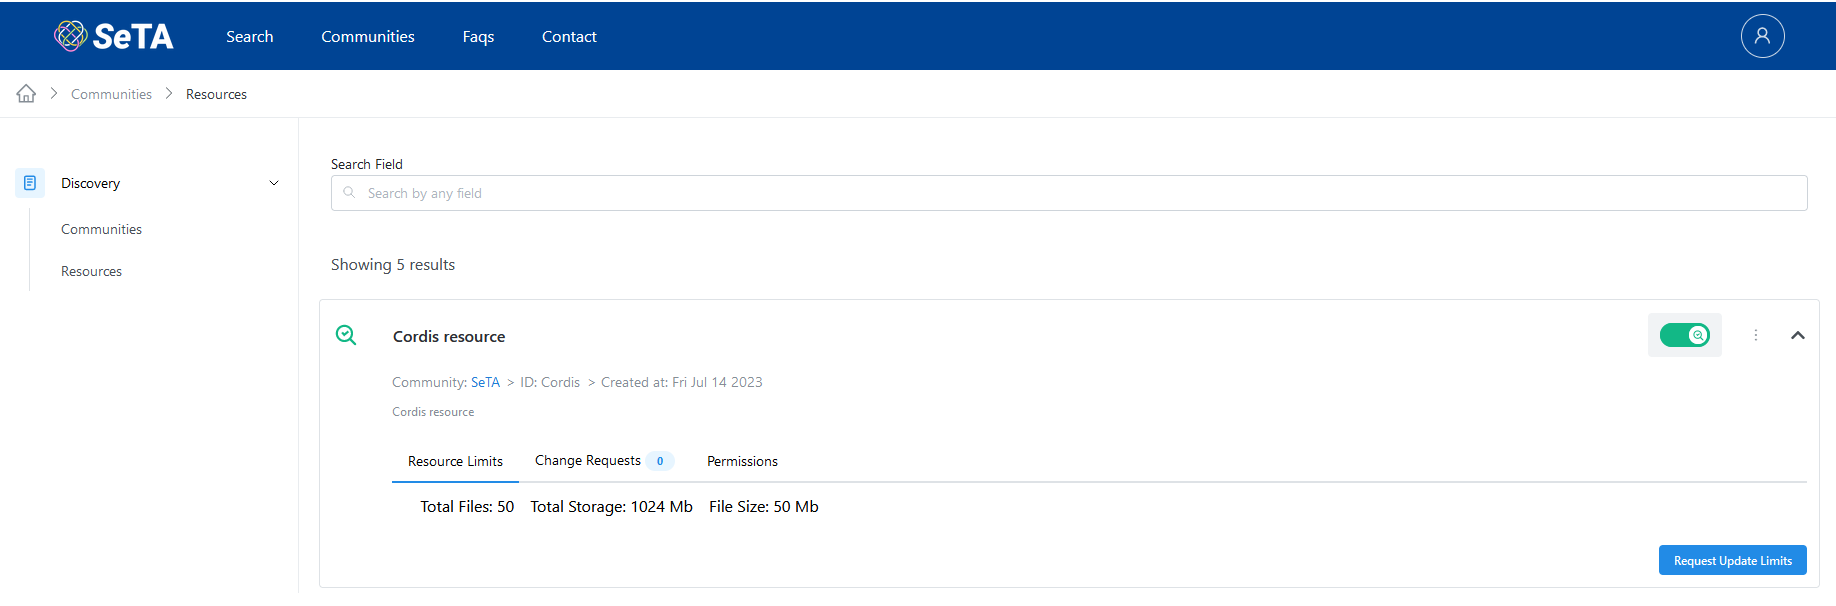 SeTA Search Communities Faqs Contact
Communities Resources
Search Field
Discovery
Search by any field
Communities
Showing 5 results
Resources
Cordis resource
Community: SeTA > ID: Cordis > Created at: Fri Jul 14 2023
Cordis resource
Resource Limits Change Requests 0 Permissions
Total Files: 50 Total Storage: 1024 Mb File Size: 50 Mb
Request Update Limits